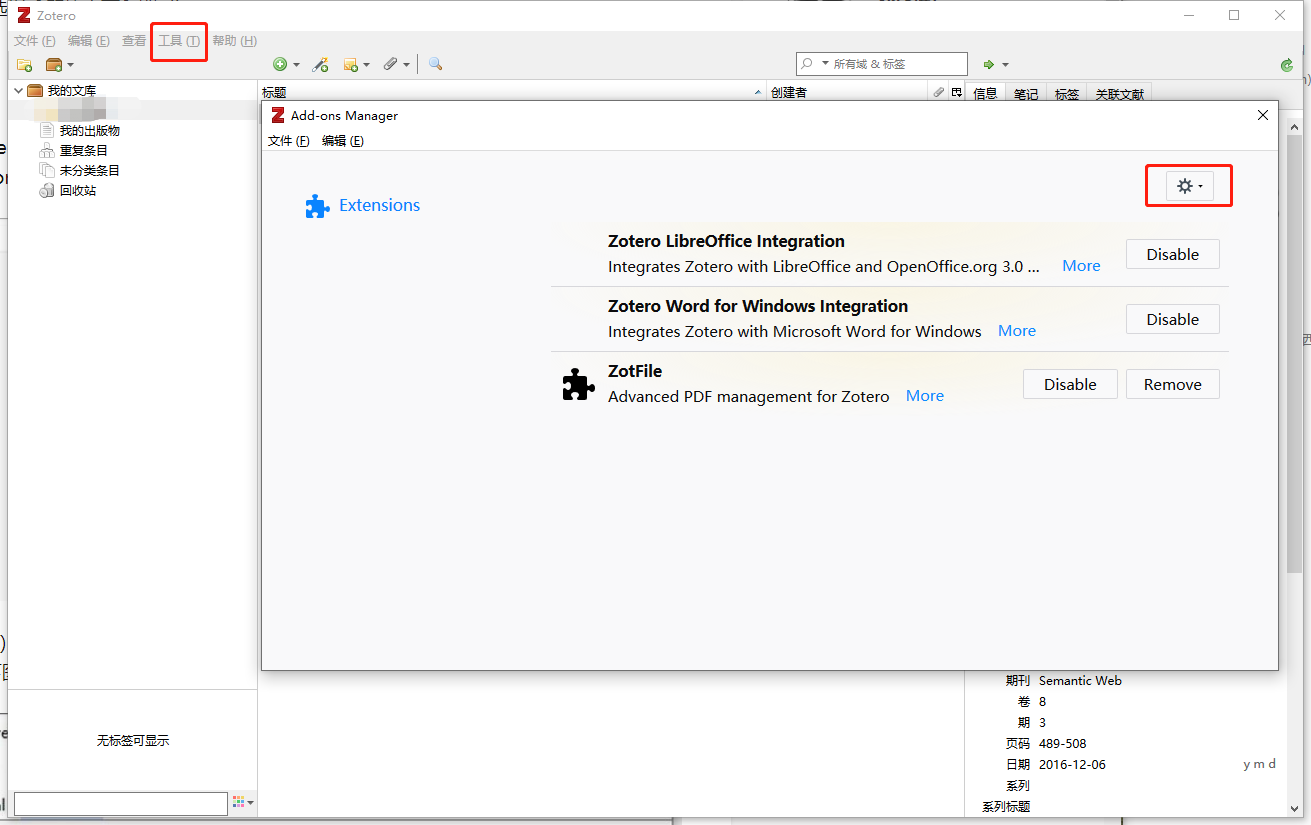 Zotero
文件 (F) 编辑 (E) 查看 工具 (T) 帮助 (H)
所有域 & 标签
我的文库
我的出版物
重复条目
未分类条目
回收站
标题 创建者 信息 笔记 标签 关联文献
Add-ons Manager
文件 (F) 编辑 (E)
Extensions
Zotero LibreOffice Integration
Integrates Zotero with LibreOffice and OpenOffice.org 3.0 ... More Disable
Zotero Word for Windows Integration
Integrates Zotero with Microsoft Word for Windows More Disable
ZotFile
Advanced PDF management for Zotero More Disable Remove
期刊 Semantic Web
卷 8
期 3
页码 489-508
日期 2016-12-06 y m d
系列
系列标题
无标签可显示